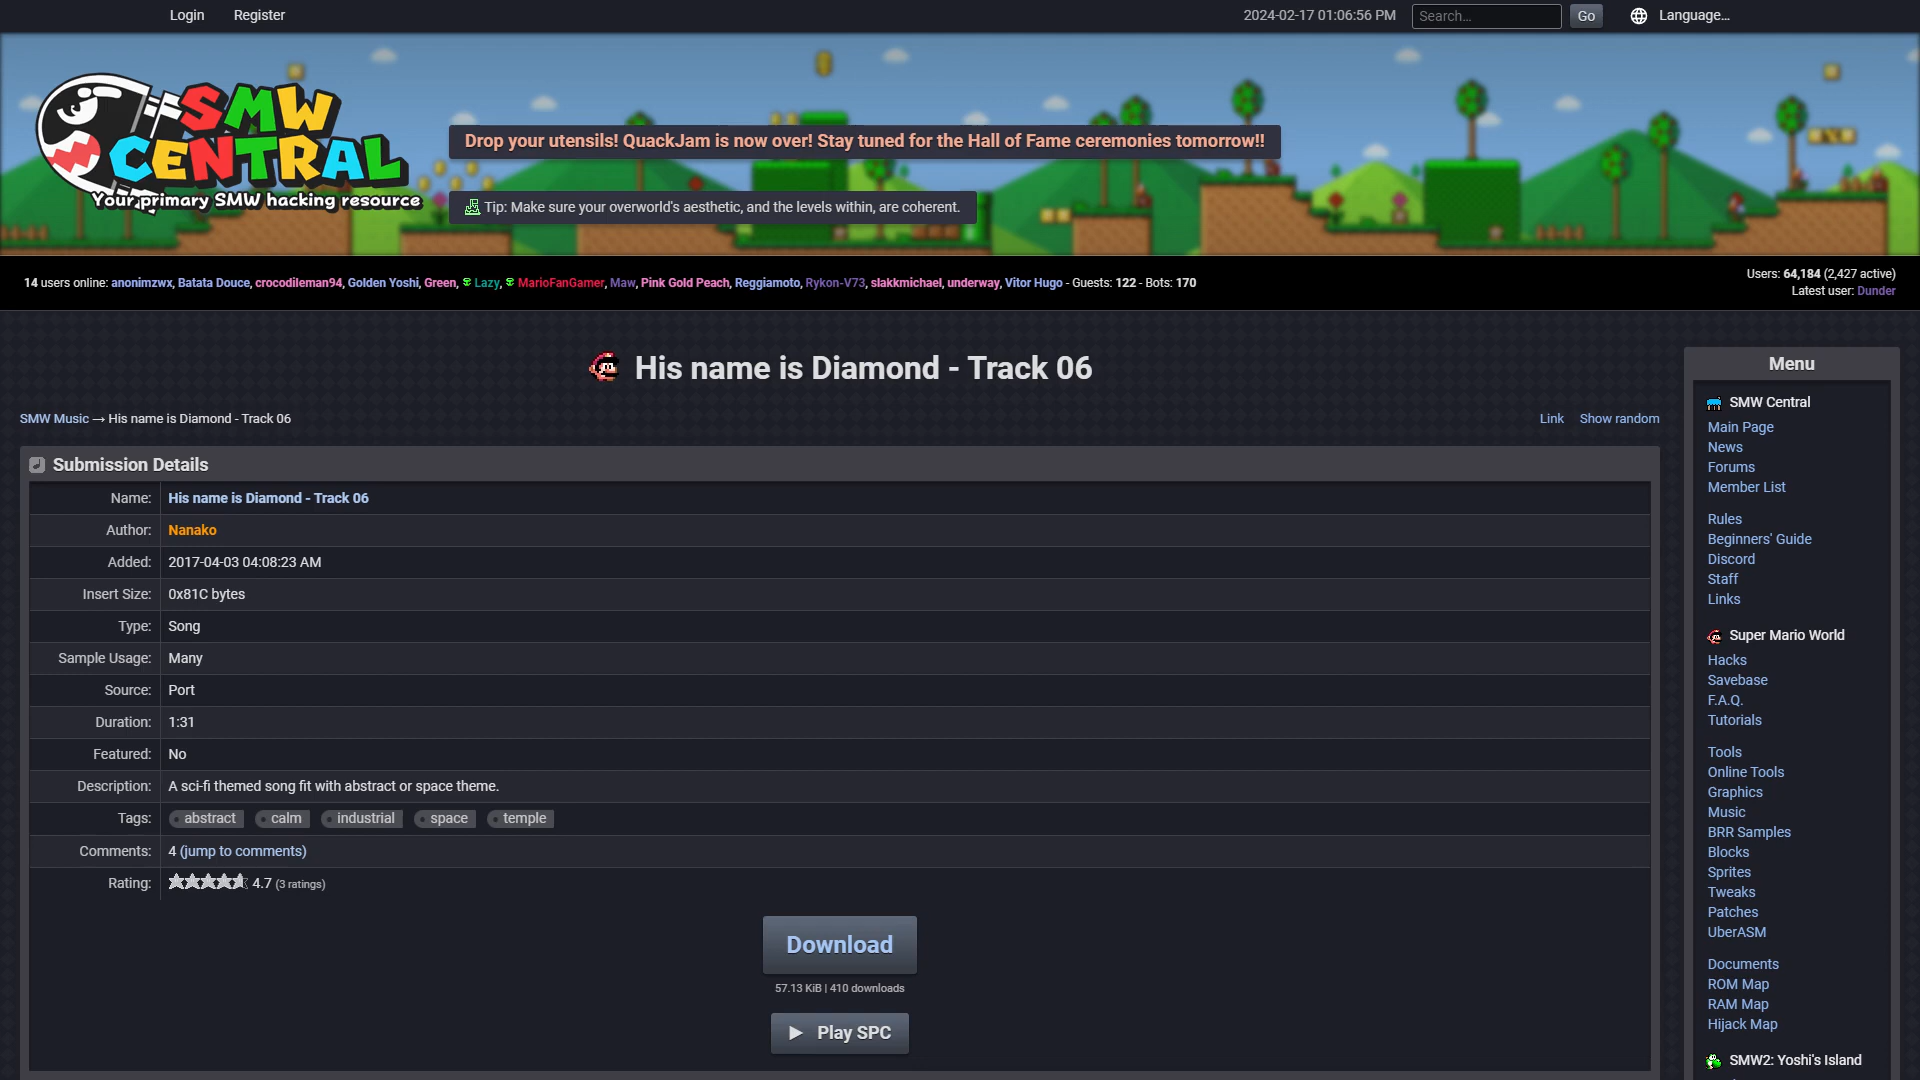 Login Register 2024-02-17 01:06:56 PM Search... Go Language...
SMW
CENTRAL
Your primary SMW hacking resource
Drop your utensils! QuackJam is now over! Stay tuned for the Hall of Fame ceremonies tomorrow!!
Tip: Make sure your overworld's aesthetic, and the levels within, are coherent.
14 users online: anonimzwx, Batata Douce, crocodileman94, Golden Yoshi, Green, Lazy, MarioFanGamer, Maw, Pink Gold Peach, Reggiamoto, Rykon-V73, slakkmichael, underway, Vitor Hugo - Guests: 122 - Bots: 170
Users: 64,184 (2,427 active)
Latest user: Dunder
His name is Diamond - Track 06
SMW Music → His name is Diamond - Track 06
Link Show random
Submission Details
Name: His name is Diamond - Track 06
Author: Nanako
Added: 2017-04-03 04:08:23 AM
Insert Size: 0x81C bytes
Type: Song
Sample Usage: Many
Source: Port
Duration: 1:31
Featured: No
Description: A sci-fi themed song fit with abstract or space theme.
Tags: abstract calm industrial space temple
Comments: 4 (jump to comments)
Rating: 4.7 (3 ratings)
Download
57.13 KiB | 410 downloads
Play SPC
Menu
SMW Central
Main Page
News
Forums
Member List
Rules
Beginners' Guide
Discord
Staff
Links
Super Mario World
Hacks
Savebase
F.A.Q.
Tutorials
Tools
Online Tools
Graphics
Music
BRR Samples
Blocks
Sprites
Tweaks
Patches
UberASM
Documents
ROM Map
RAM Map
Hijack Map
SMW2: Yoshi's Island